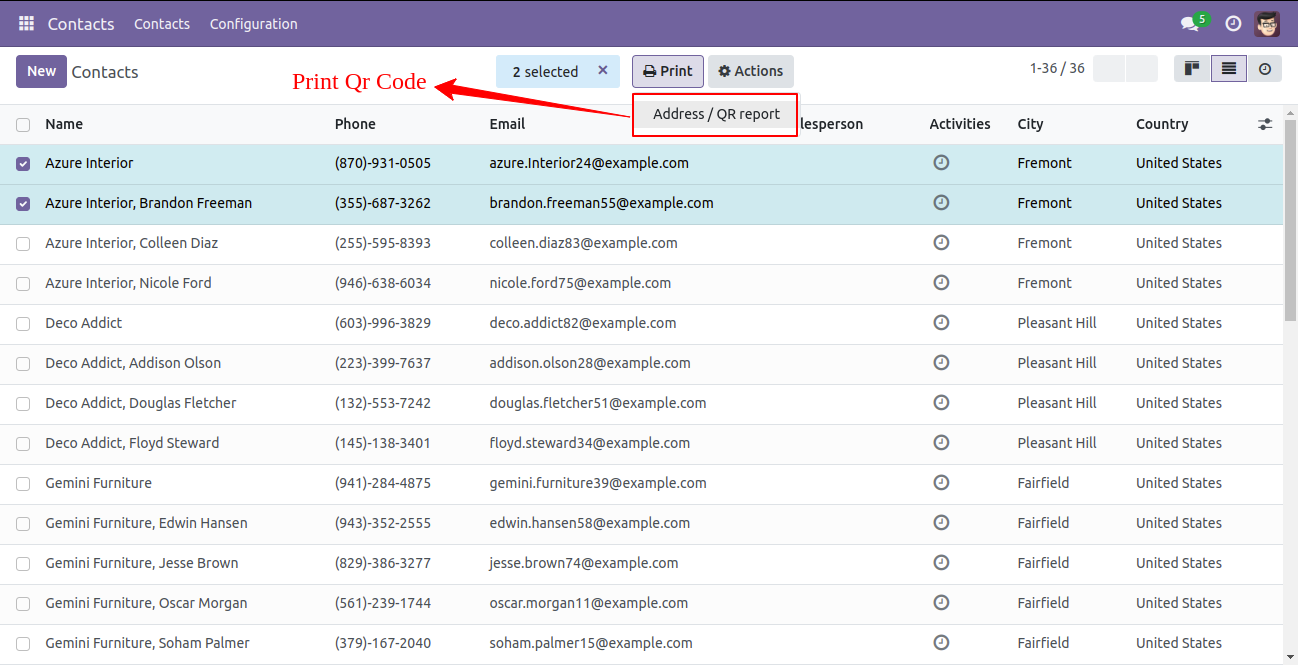 Contacts Contacts Configuration 5
New Contacts 2 selected × Print Actions 1-36 / 36
Print Qr Code
Address / QR report
Name Phone Email lesperson Activities City Country
Azure Interior (870)-931-0505 azure.Interior24@example.com Fremont United States
Azure Interior, Brandon Freeman (355)-687-3262 brandon.freeman55@example.com Fremont United States
Azure Interior, Colleen Diaz (255)-595-8393 colleen.diaz83@example.com Fremont United States
Azure Interior, Nicole Ford (946)-638-6034 nicole.ford75@example.com Fremont United States
Deco Addict (603)-996-3829 deco.addict82@example.com Pleasant Hill United States
Deco Addict, Addison Olson (223)-399-7637 addison.olson28@example.com Pleasant Hill United States
Deco Addict, Douglas Fletcher (132)-553-7242 douglas.fletcher51@example.com Pleasant Hill United States
Deco Addict, Floyd Steward (145)-138-3401 floyd.steward34@example.com Pleasant Hill United States
Gemini Furniture (941)-284-4875 gemini.furniture39@example.com Fairfield United States
Gemini Furniture, Edwin Hansen (943)-352-2555 edwin.hansen58@example.com Fairfield United States
Gemini Furniture, Jesse Brown (829)-386-3277 jesse.brown74@example.com Fairfield United States
Gemini Furniture, Oscar Morgan (561)-239-1744 oscar.morgan11@example.com Fairfield United States
Gemini Furniture, Soham Palmer (379)-167-2040 soham.palmer15@example.com Fairfield United States